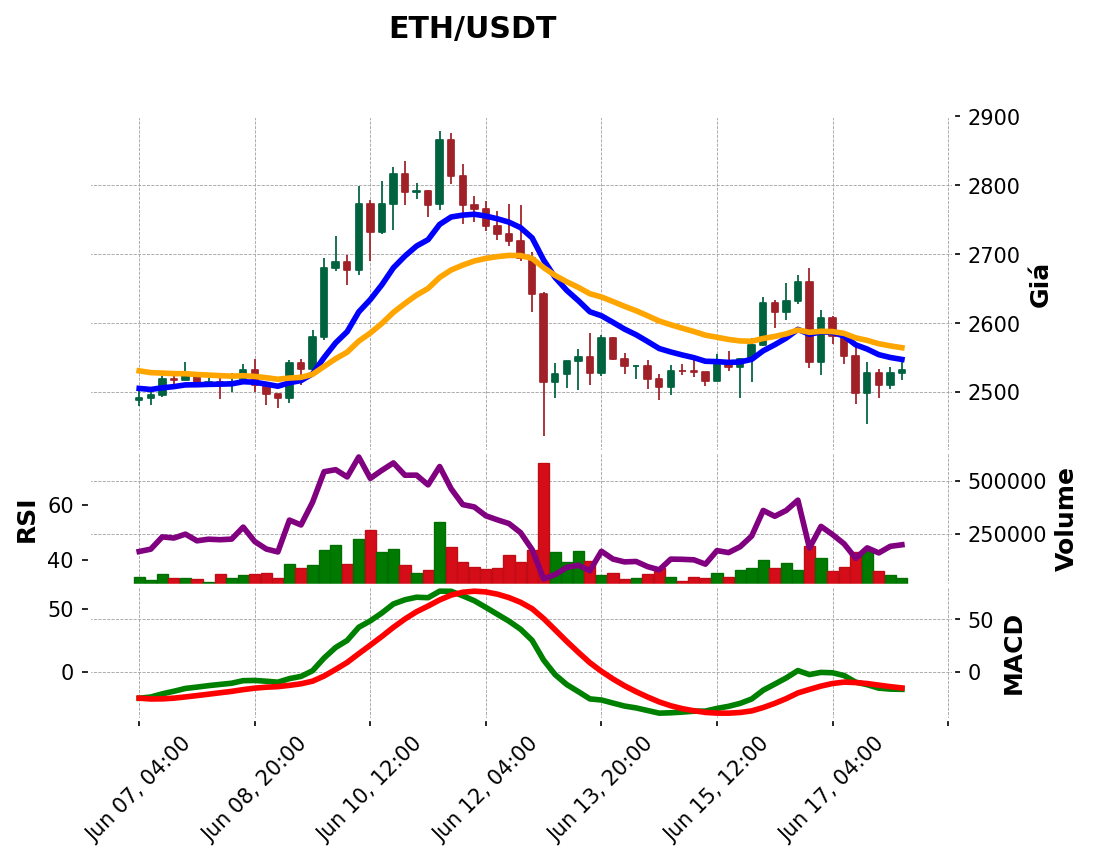 ETH/USDT
2900
2800
2700
2600
2500
Giá
RSI
60
40
500000
250000
Volume
50
0
50
0
MACD
Jun 07, 04:00
Jun 08, 20:00
Jun 10, 12:00
Jun 12, 04:00
Jun 13, 20:00
Jun 15, 12:00
Jun 17, 04:00